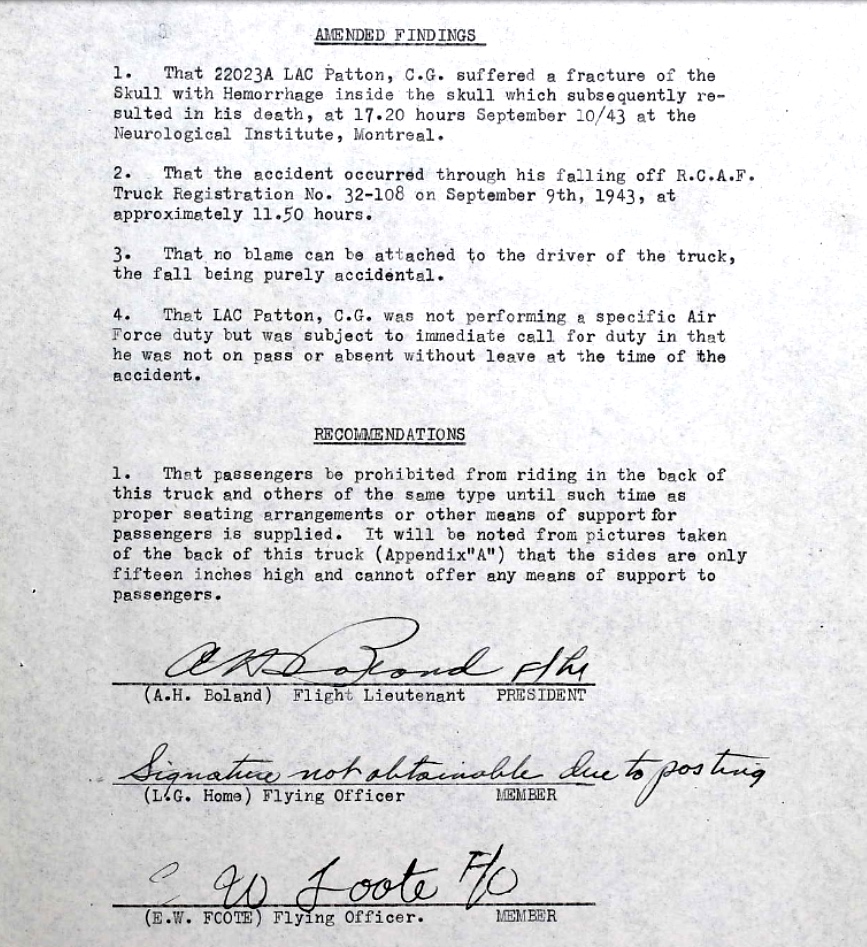 AMENDED FINDINGS
1. That 22023A LAC Patton, C.G. suffered a fracture of the
Skull with Hemorrhage inside the skull which subsequently re-
sulted in his death, at 17.20 hours September 10/43 at the
Neurological Institute, Montreal.
2. That the accident occurred through his falling off R.C.A.F.
Truck Registration No. 32-108 on September 9th, 1943, at
approximately 11.50 hours.
3. That no blame can be attached to the driver of the truck,
the fall being purely accidental.
4. That LAC Patton, C.G. was not performing a specific Air
Force duty but was subject to immediate call for duty in that
he was not on pass or absent without leave at the time of the
accident.
RECOMMENDATIONS
1. That passengers be prohibited from riding in the back of
this truck and others of the same type until such time as
proper seating arrangements or other means of support for
passengers is supplied. It will be noted from pictures taken
of the back of this truck (Appendix"A") that the sides are only
fifteen inches high and cannot offer any means of support to
passengers.
A H Boland F/Lt
(A.H. Boland) Flight Lieutenant PRESIDENT
Signature not obtainable due to posting
(L.G. Home) Flying Officer MEMBER
E W Foote F/O
(E.W. FCOTE) Flying Officer. MEMBER